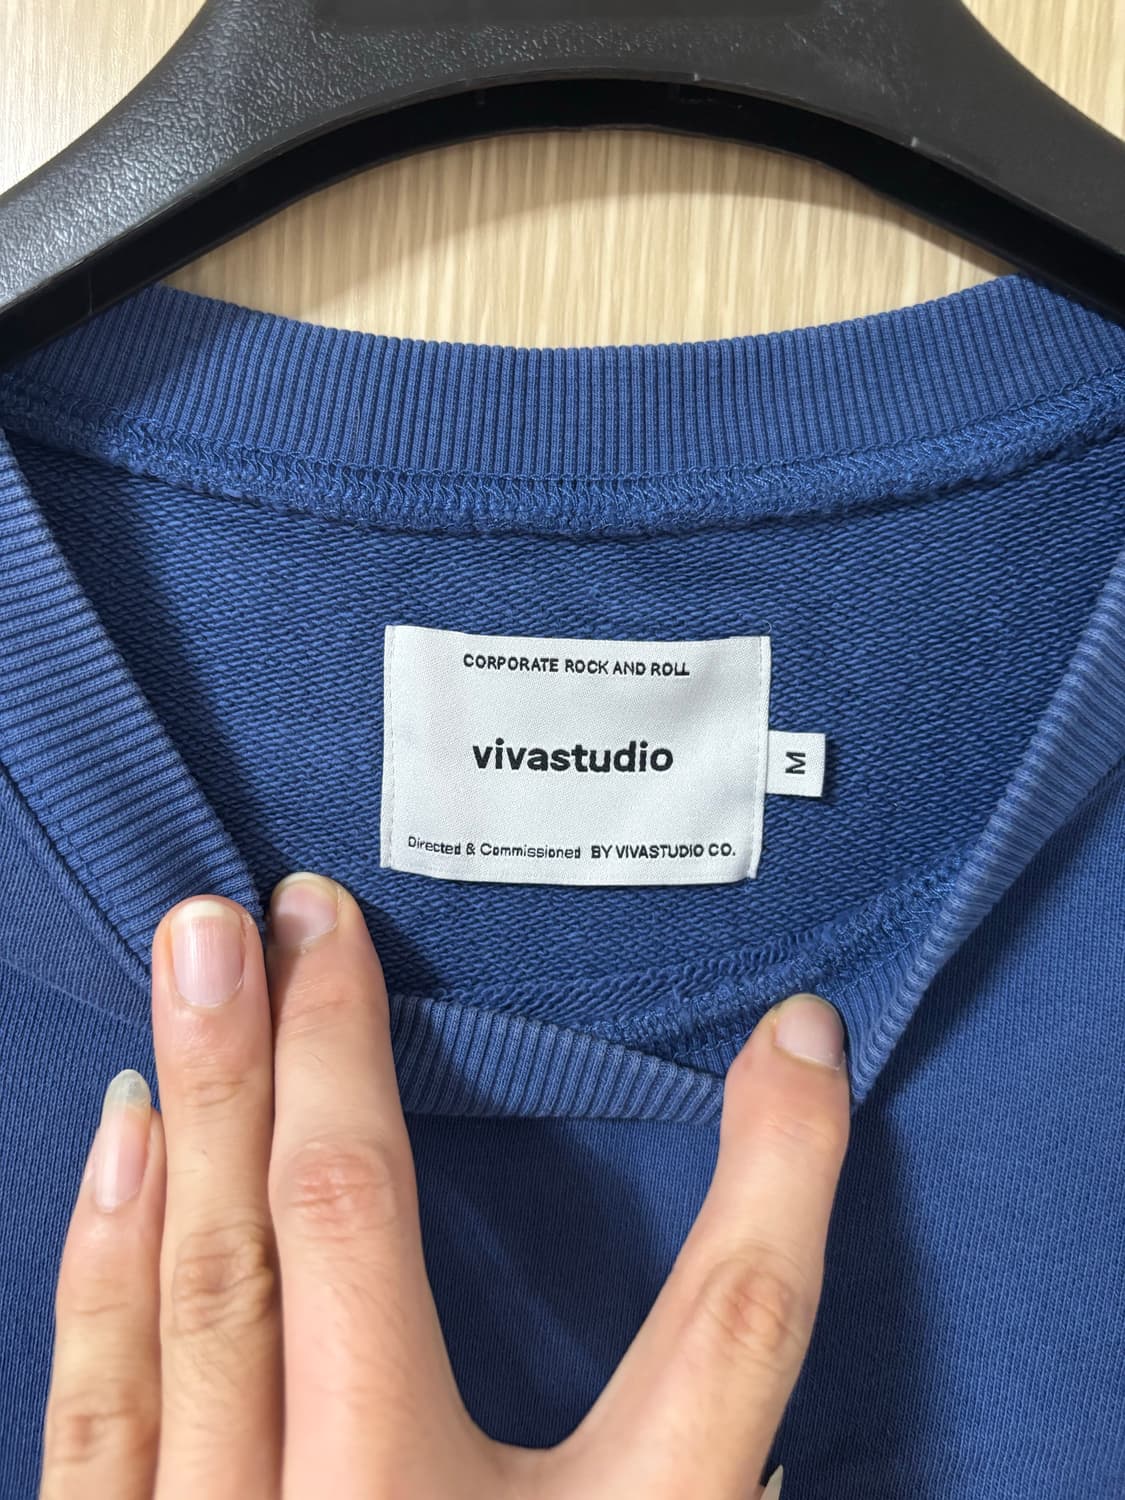 CORPORATE ROCK AND ROLL
vivastudio
M
Directed & Commissioned BY VIVASTUDIO CO.